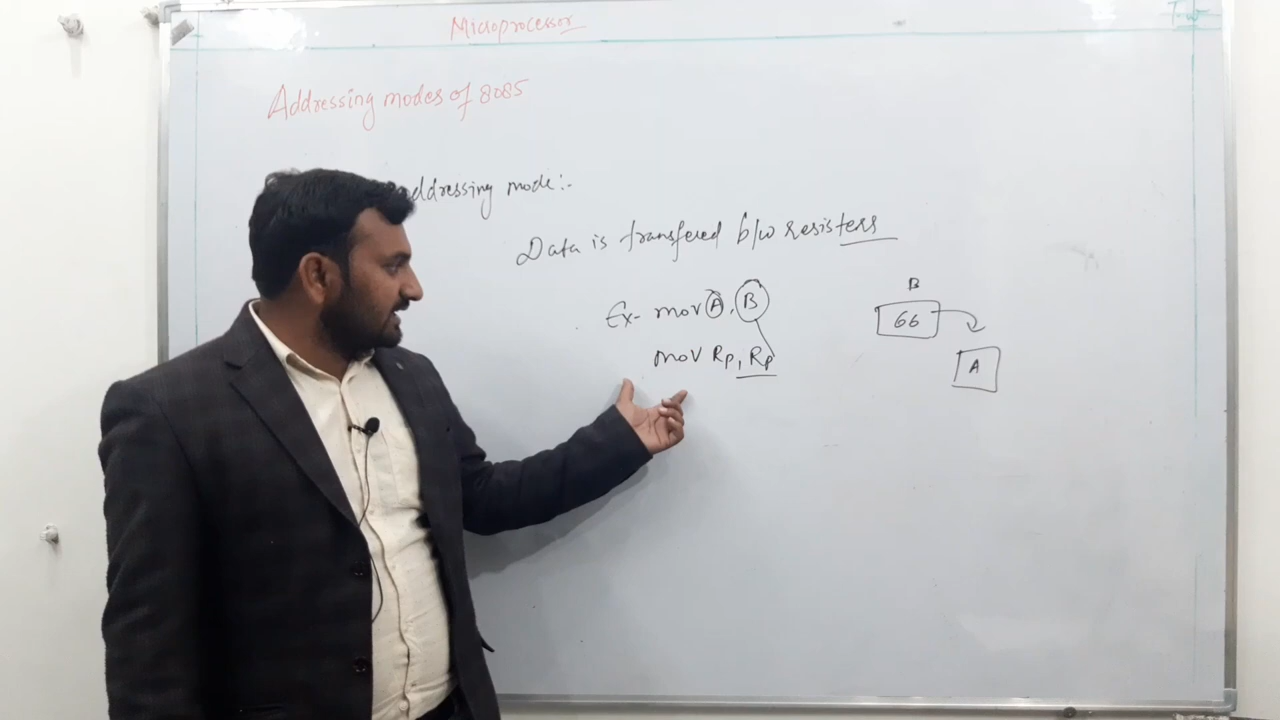 Microprocessor
Addressing modes of 8085
addressing mode:-
Data is transfered b/w resisters
Ex- mov A, B
mov Rp, Rp
B
66
A